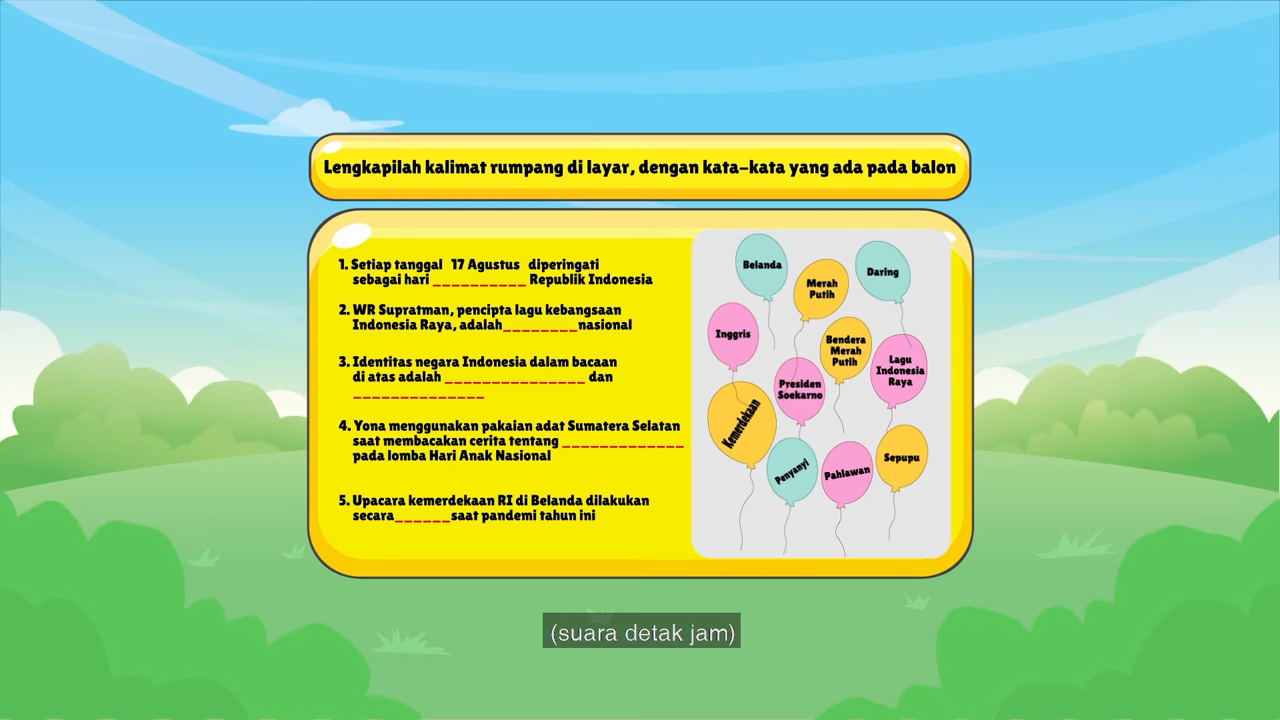 Lengkapilah kalimat rumpang di layar, dengan kata-kata yang ada pada balon
1. Setiap tanggal 17 Agustus diperingati
sebagai hari __________ Republik Indonesia
2. WR Supratman, pencipta lagu kebangsaan
Indonesia Raya, adalah________nasional
3. Identitas negara Indonesia dalam bacaan
di atas adalah _______________ dan
______________
4. Yona menggunakan pakaian adat Sumatera Selatan
saat membacakan cerita tentang _____________
pada lomba Hari Anak Nasional
5. Upacara kemerdekaan RI di Belanda dilakukan
secara______saat pandemi tahun ini
Belanda
Merah
Putih
Daring
Inggris
Bendera
Merah
Putih
Lagu
Indonesia
Raya
Presiden
Soekarno
Kemerdekaan
Penyanyi
Pahlawan
Sepupu
(suara detak jam)